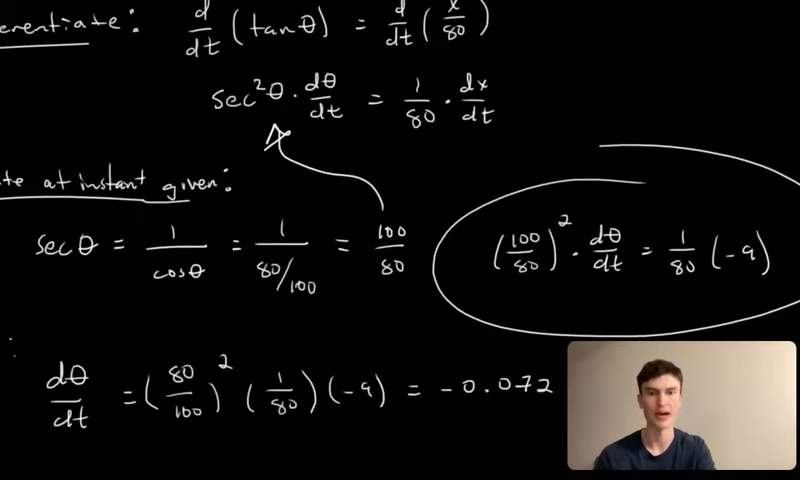 erentiate: d/dt (tanθ) = d/dt (x/80)
sec²θ · dθ/dt = 1/80 · dx/dt
te at instant given:
secθ = 1/cosθ = 1/(80/100) = 100/80
(100/80)² · dθ/dt = 1/80 (-9)
dθ/dt = (80/100)² (1/80)(-9) = -0.072